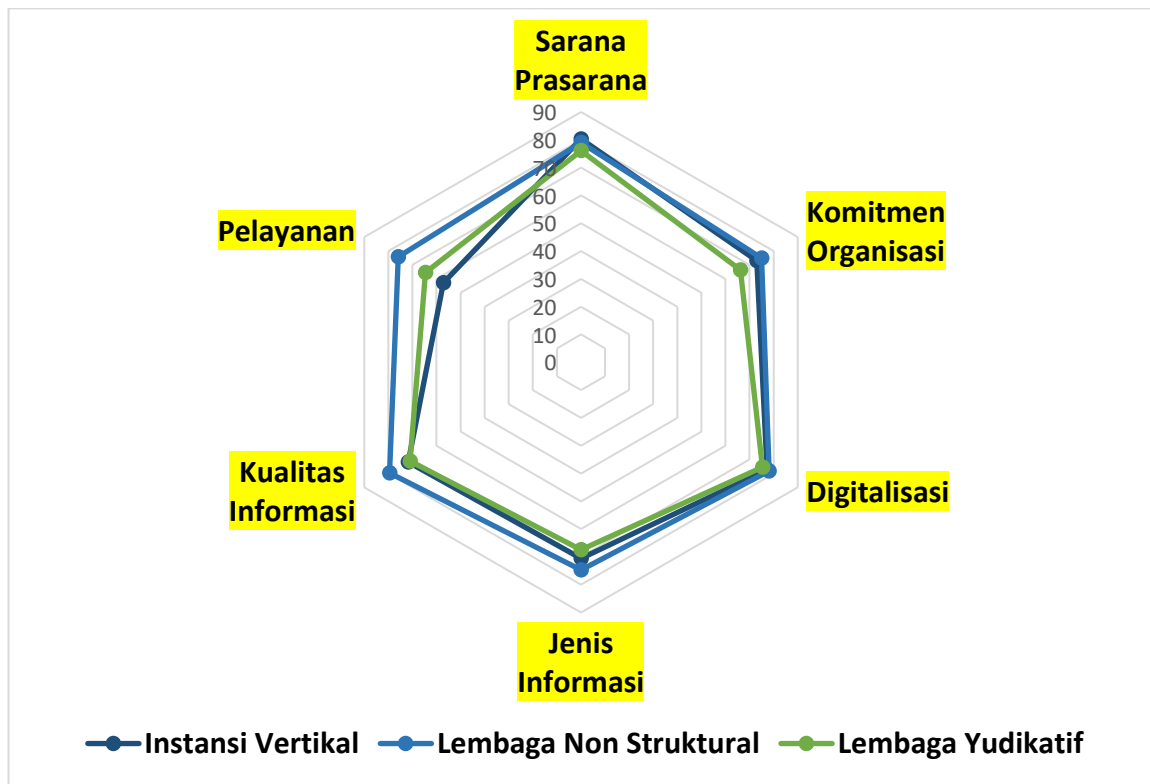 Sarana
Prasarana
90
80
70
60
50
40
30
20
10
0
Komitmen
Organisasi
Digitalisasi
Jenis
Informasi
Kualitas
Informasi
Pelayanan
Instansi Vertikal
Lembaga Non Struktural
Lembaga Yudikatif